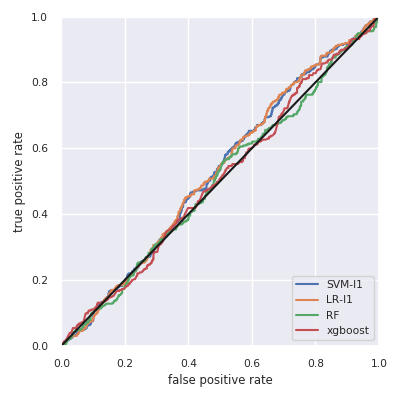 1.0
0.8
0.6
0.4
0.2
0.0
true positive rate
0.0 0.2 0.4 0.6 0.8 1.0
false positive rate
SVM-l1
LR-l1
RF
xgboost